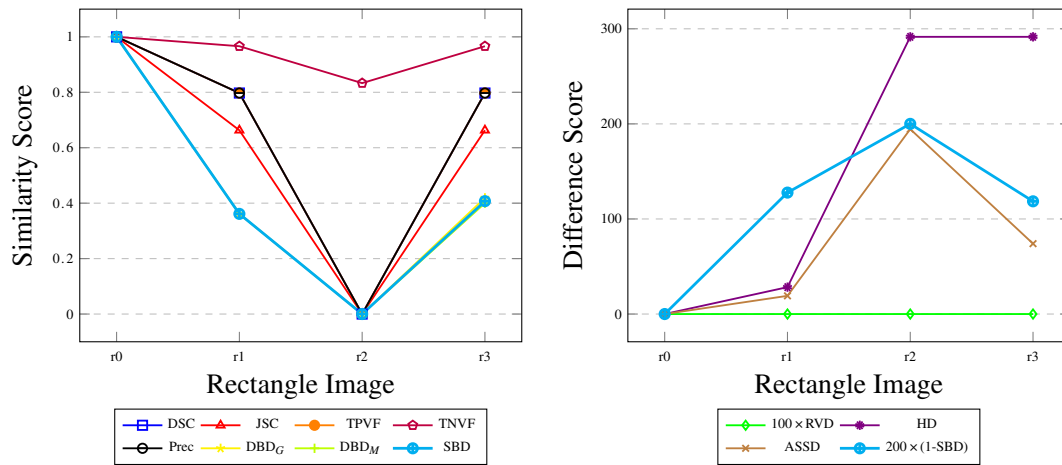 Similarity Score
1
0.8
0.6
0.4
0.2
0
r0 r1 r2 r3
Rectangle Image
DSC JSC TPVF TNVF
Prec DBD_G DBD_M SBD
Difference Score
300
200
100
0
r0 r1 r2 r3
Rectangle Image
100×RVD HD
ASSD 200×(1-SBD)